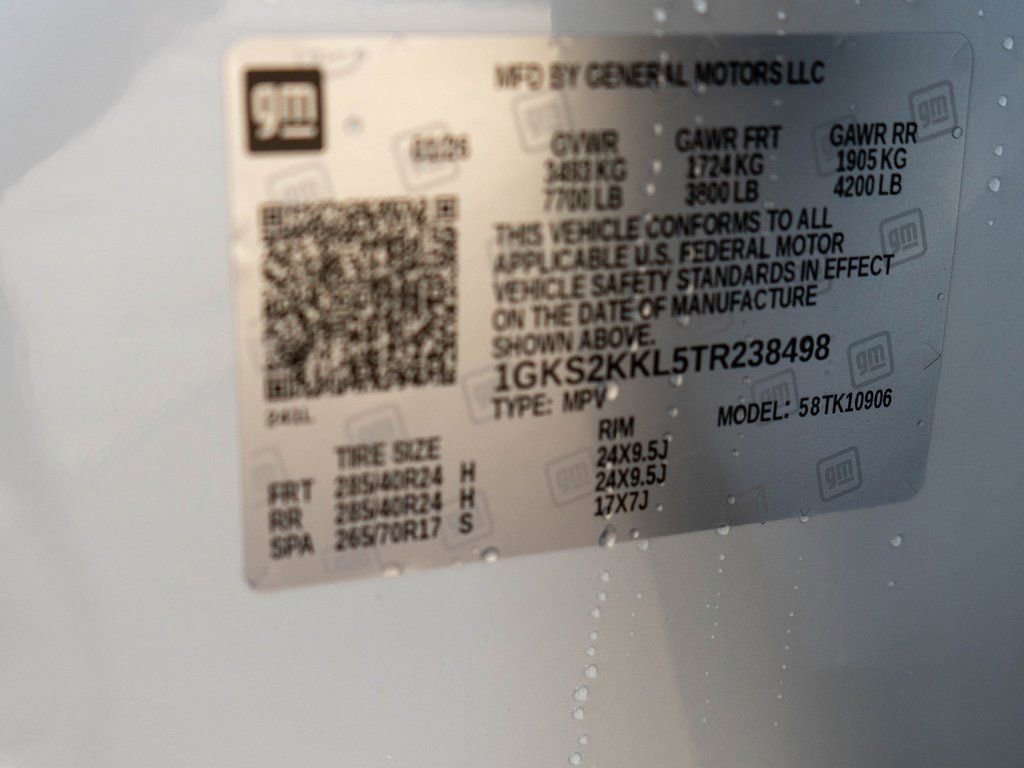 gm
MFD BY GENERAL MOTORS LLC
GVWR GAWR FRT GAWR RR
3493 KG 1724 KG 1905 KG
7700 LB 3800 LB 4200 LB
THIS VEHICLE CONFORMS TO ALL
APPLICABLE U.S. FEDERAL MOTOR
VEHICLE SAFETY STANDARDS IN EFFECT
ON THE DATE OF MANUFACTURE
SHOWN ABOVE.
1GKS2KKL5TR238498
TYPE: MPV MODEL: 58TK10906
TIRE SIZE RIM
FRT 285/40R24 H 24X9.5J
RR 285/40R24 H 24X9.5J
SPA 265/70R17 S 17X7J